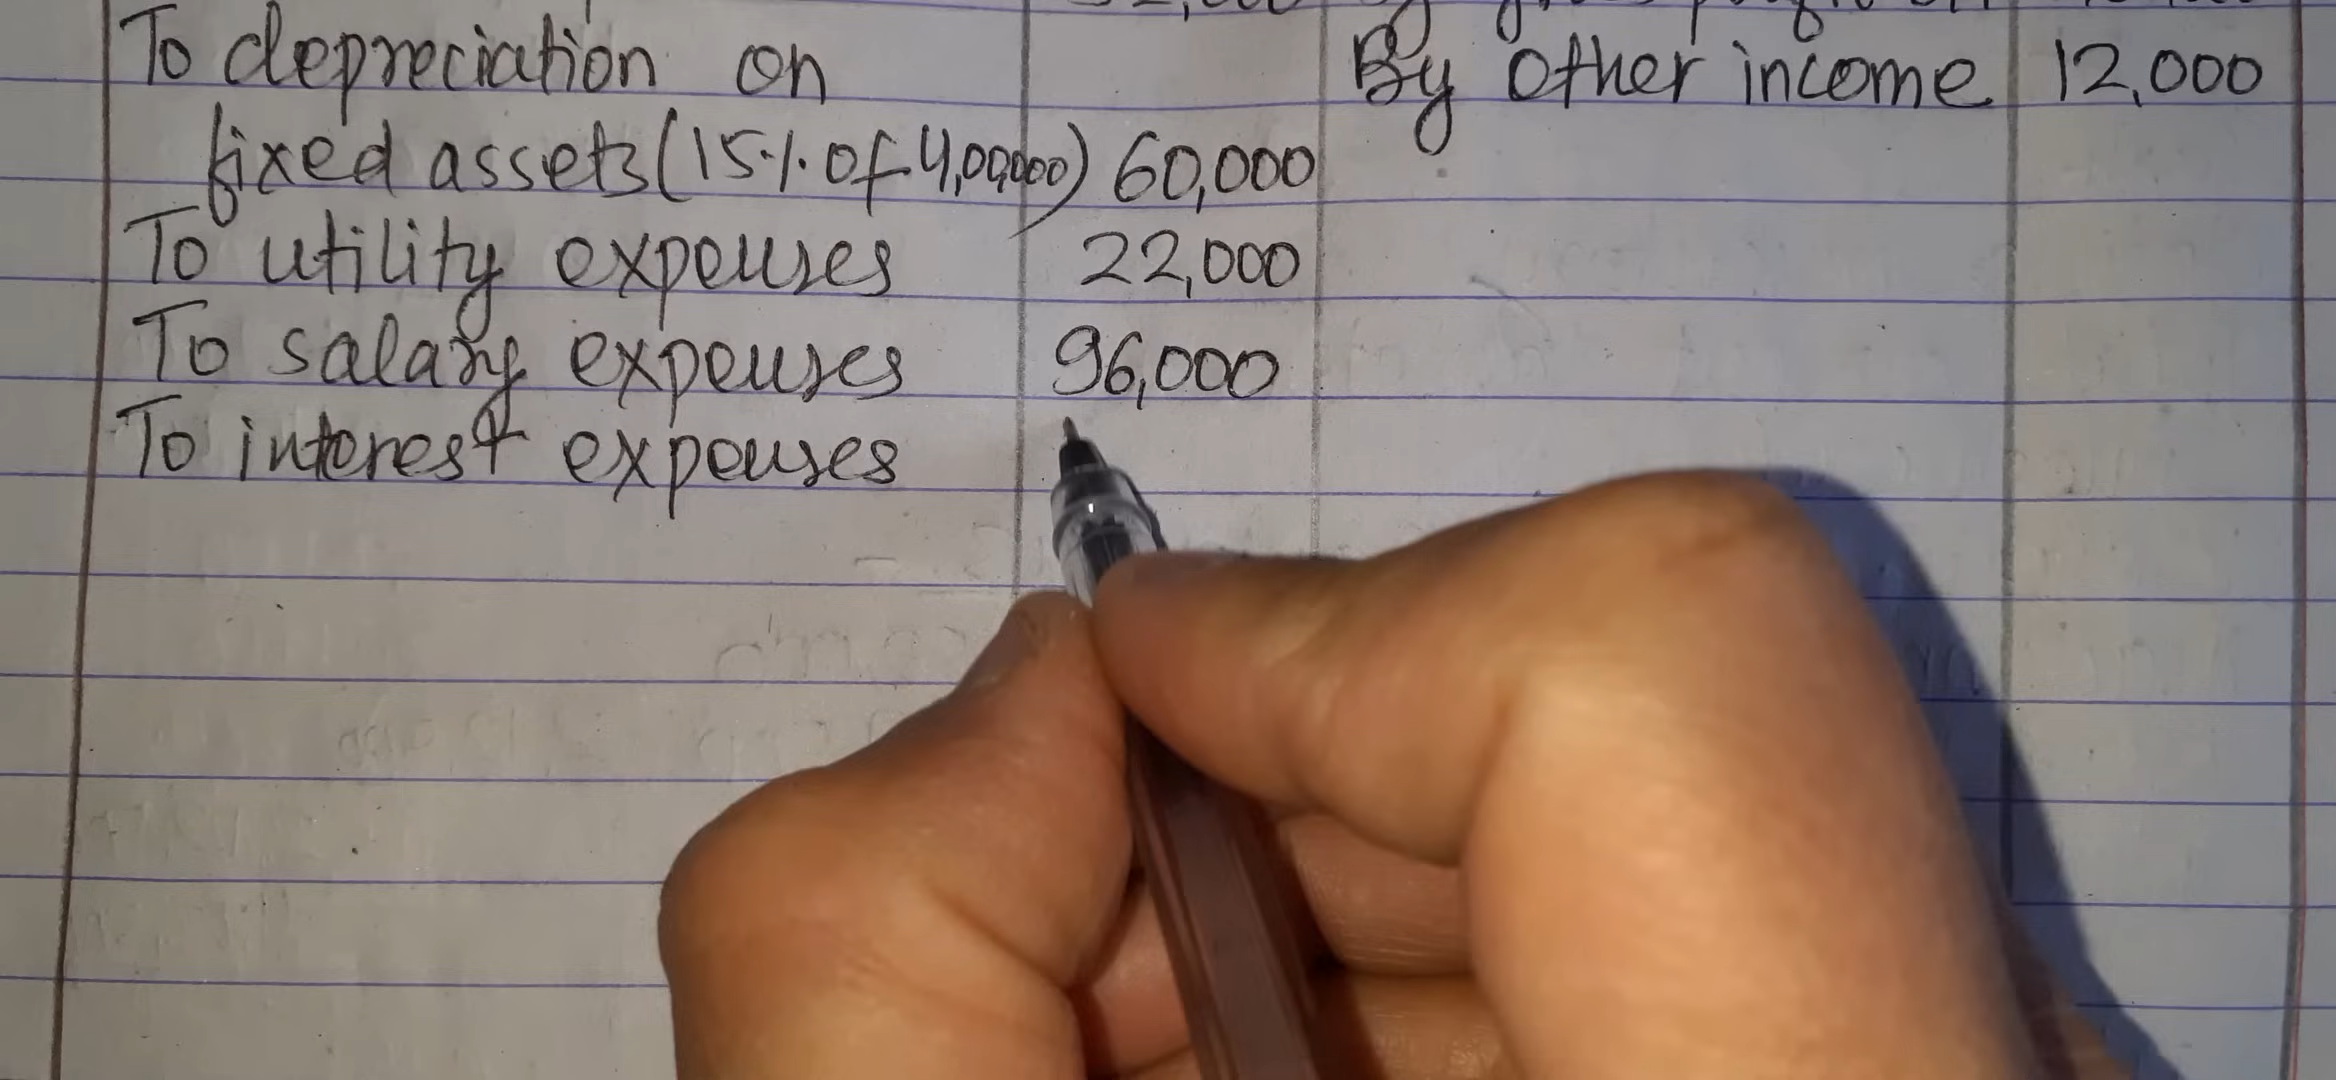 To depreciation on
By Other income 12,000
fixed assets (15% of 4,00,000) 60,000
To utility expenses 22,000
To salary expenses 96,000
To interest expenses